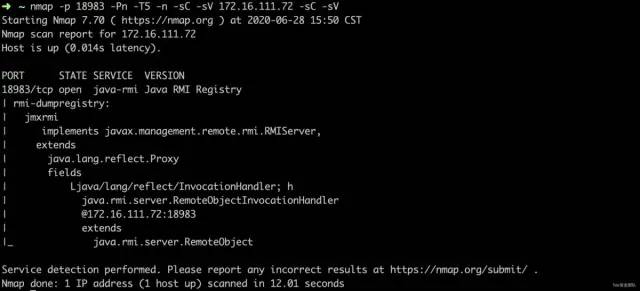 ➜ ~ nmap -p 18983 -Pn -T5 -n -sC -sV 172.16.111.72 -sC -sV
Starting Nmap 7.70 ( https://nmap.org ) at 2020-06-28 15:50 CST
Nmap scan report for 172.16.111.72
Host is up (0.014s latency).

PORT      STATE SERVICE  VERSION
18983/tcp open  java-rmi Java RMI Registry
| rmi-dumpregistry:
|   jmxrmi
|      implements javax.management.remote.rmi.RMIServer,
|     extends
|       java.lang.reflect.Proxy
|       fields
|           Ljava/lang/reflect/InvocationHandler; h
|             java.rmi.server.RemoteObjectInvocationHandler
|             @172.16.111.72:18983
|             extends
|_              java.rmi.server.RemoteObject

Service detection performed. Please report any incorrect results at https://nmap.org/submit/ .
Nmap done: 1 IP address (1 host up) scanned in 12.01 seconds